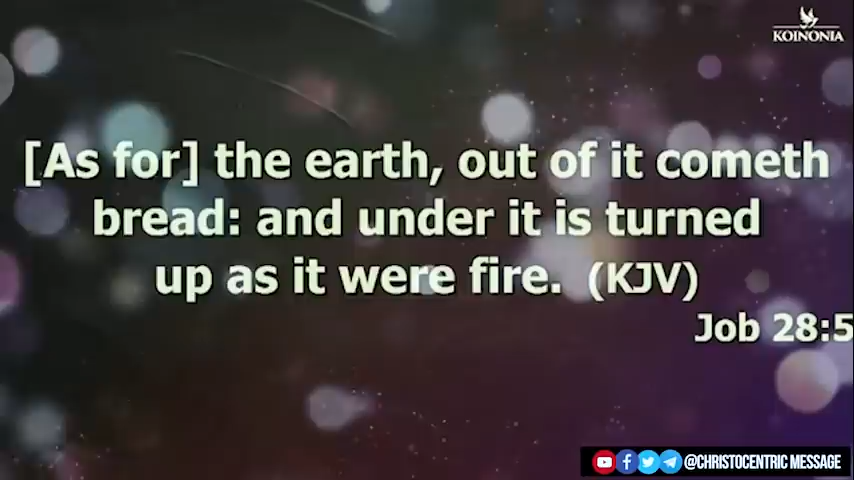 KOINONIA
[As for] the earth, out of it cometh
bread: and under it is turned
up as it were fire. (KJV)
Job 28:5
@CHRISTOCENTRIC MESSAGE